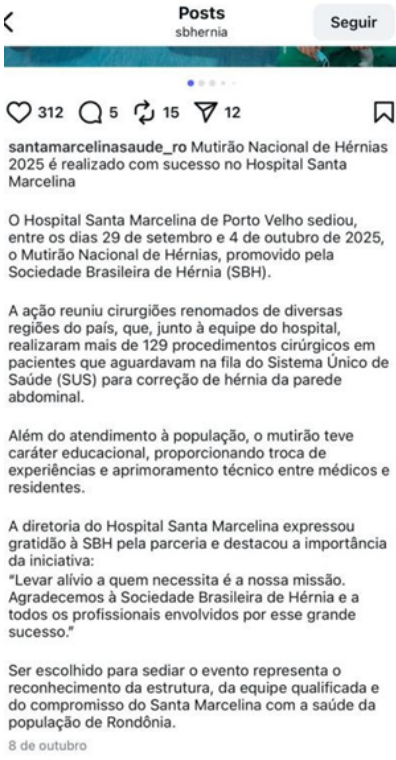 Posts
sbhernia
Seguir
312 5 15 12
santamarcelinasaude_ro Mutirão Nacional de Hérnias
2025 é realizado com sucesso no Hospital Santa
Marcelina
O Hospital Santa Marcelina de Porto Velho sediou,
entre os dias 29 de setembro e 4 de outubro de 2025,
o Mutirão Nacional de Hérnias, promovido pela
Sociedade Brasileira de Hérnia (SBH).
A ação reuniu cirurgiões renomados de diversas
regiões do país, que, junto à equipe do hospital,
realizaram mais de 129 procedimentos cirúrgicos em
pacientes que aguardavam na fila do Sistema Único de
Saúde (SUS) para correção de hérnia da parede
abdominal.
Além do atendimento à população, o mutirão teve
caráter educacional, proporcionando troca de
experiências e aprimoramento técnico entre médicos e
residentes.
A diretoria do Hospital Santa Marcelina expressou
gratidão à SBH pela parceria e destacou a importância
da iniciativa:
“Levar alívio a quem necessita é a nossa missão.
Agradecemos à Sociedade Brasileira de Hérnia e a
todos os profissionais envolvidos por esse grande
sucesso.”
Ser escolhido para sediar o evento representa o
reconhecimento da estrutura, da equipe qualificada e
do compromisso do Santa Marcelina com a saúde da
população de Rondônia.
8 de outubro